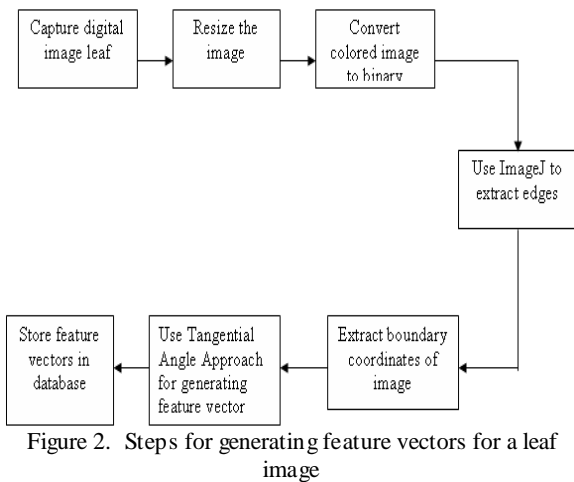 Capture digital
image leaf
Resize the
image
Convert
colored image
to binary
Use ImageJ to
extract edges
Extract boundary
coordinates of
image
Use Tangential
Angle Approach
for generating
feature vector
Store feature
vectors in
database
Figure 2. Steps for generating feature vectors for a leaf
image